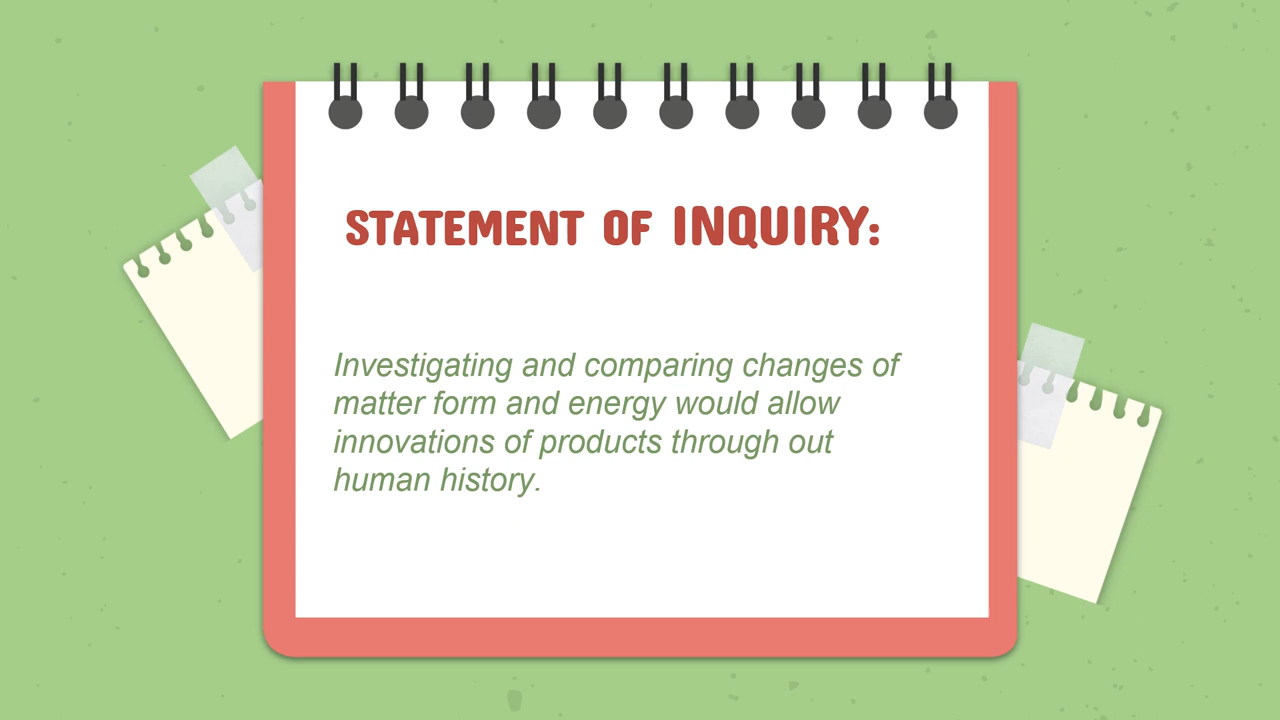 STATEMENT OF INQUIRY:
Investigating and comparing changes of
matter form and energy would allow
innovations of products through out
human history.